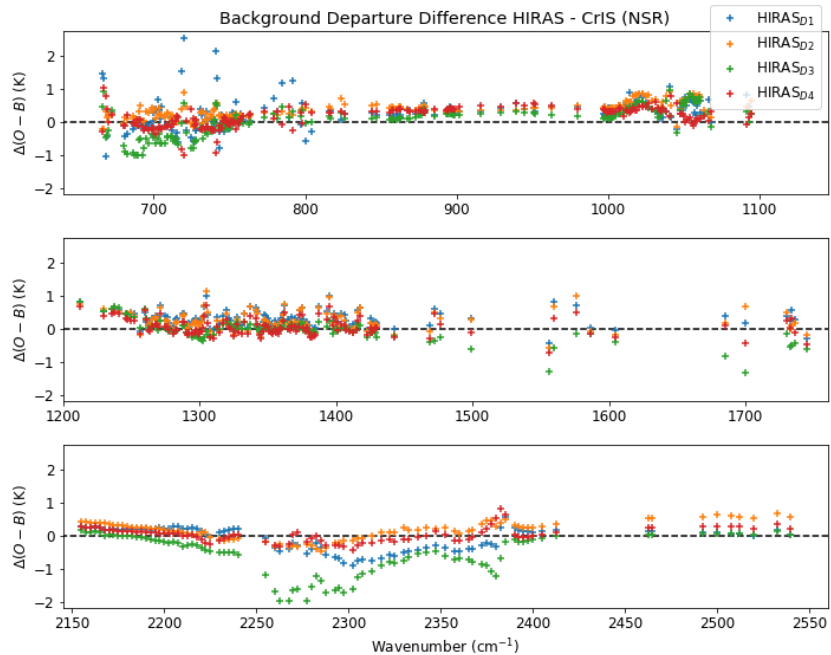 Background Departure Difference HIRAS - CrIS (NSR)
HIRAS_D1
HIRAS_D2
HIRAS_D3
HIRAS_D4
Δ(O − B) (K)
2
1
0
−1
−2
700 800 900 1000 1100
Δ(O − B) (K)
2
1
0
−1
−2
1200 1300 1400 1500 1600 1700
Δ(O − B) (K)
2
1
0
−1
−2
2150 2200 2250 2300 2350 2400 2450 2500 2550
Wavenumber (cm⁻¹)